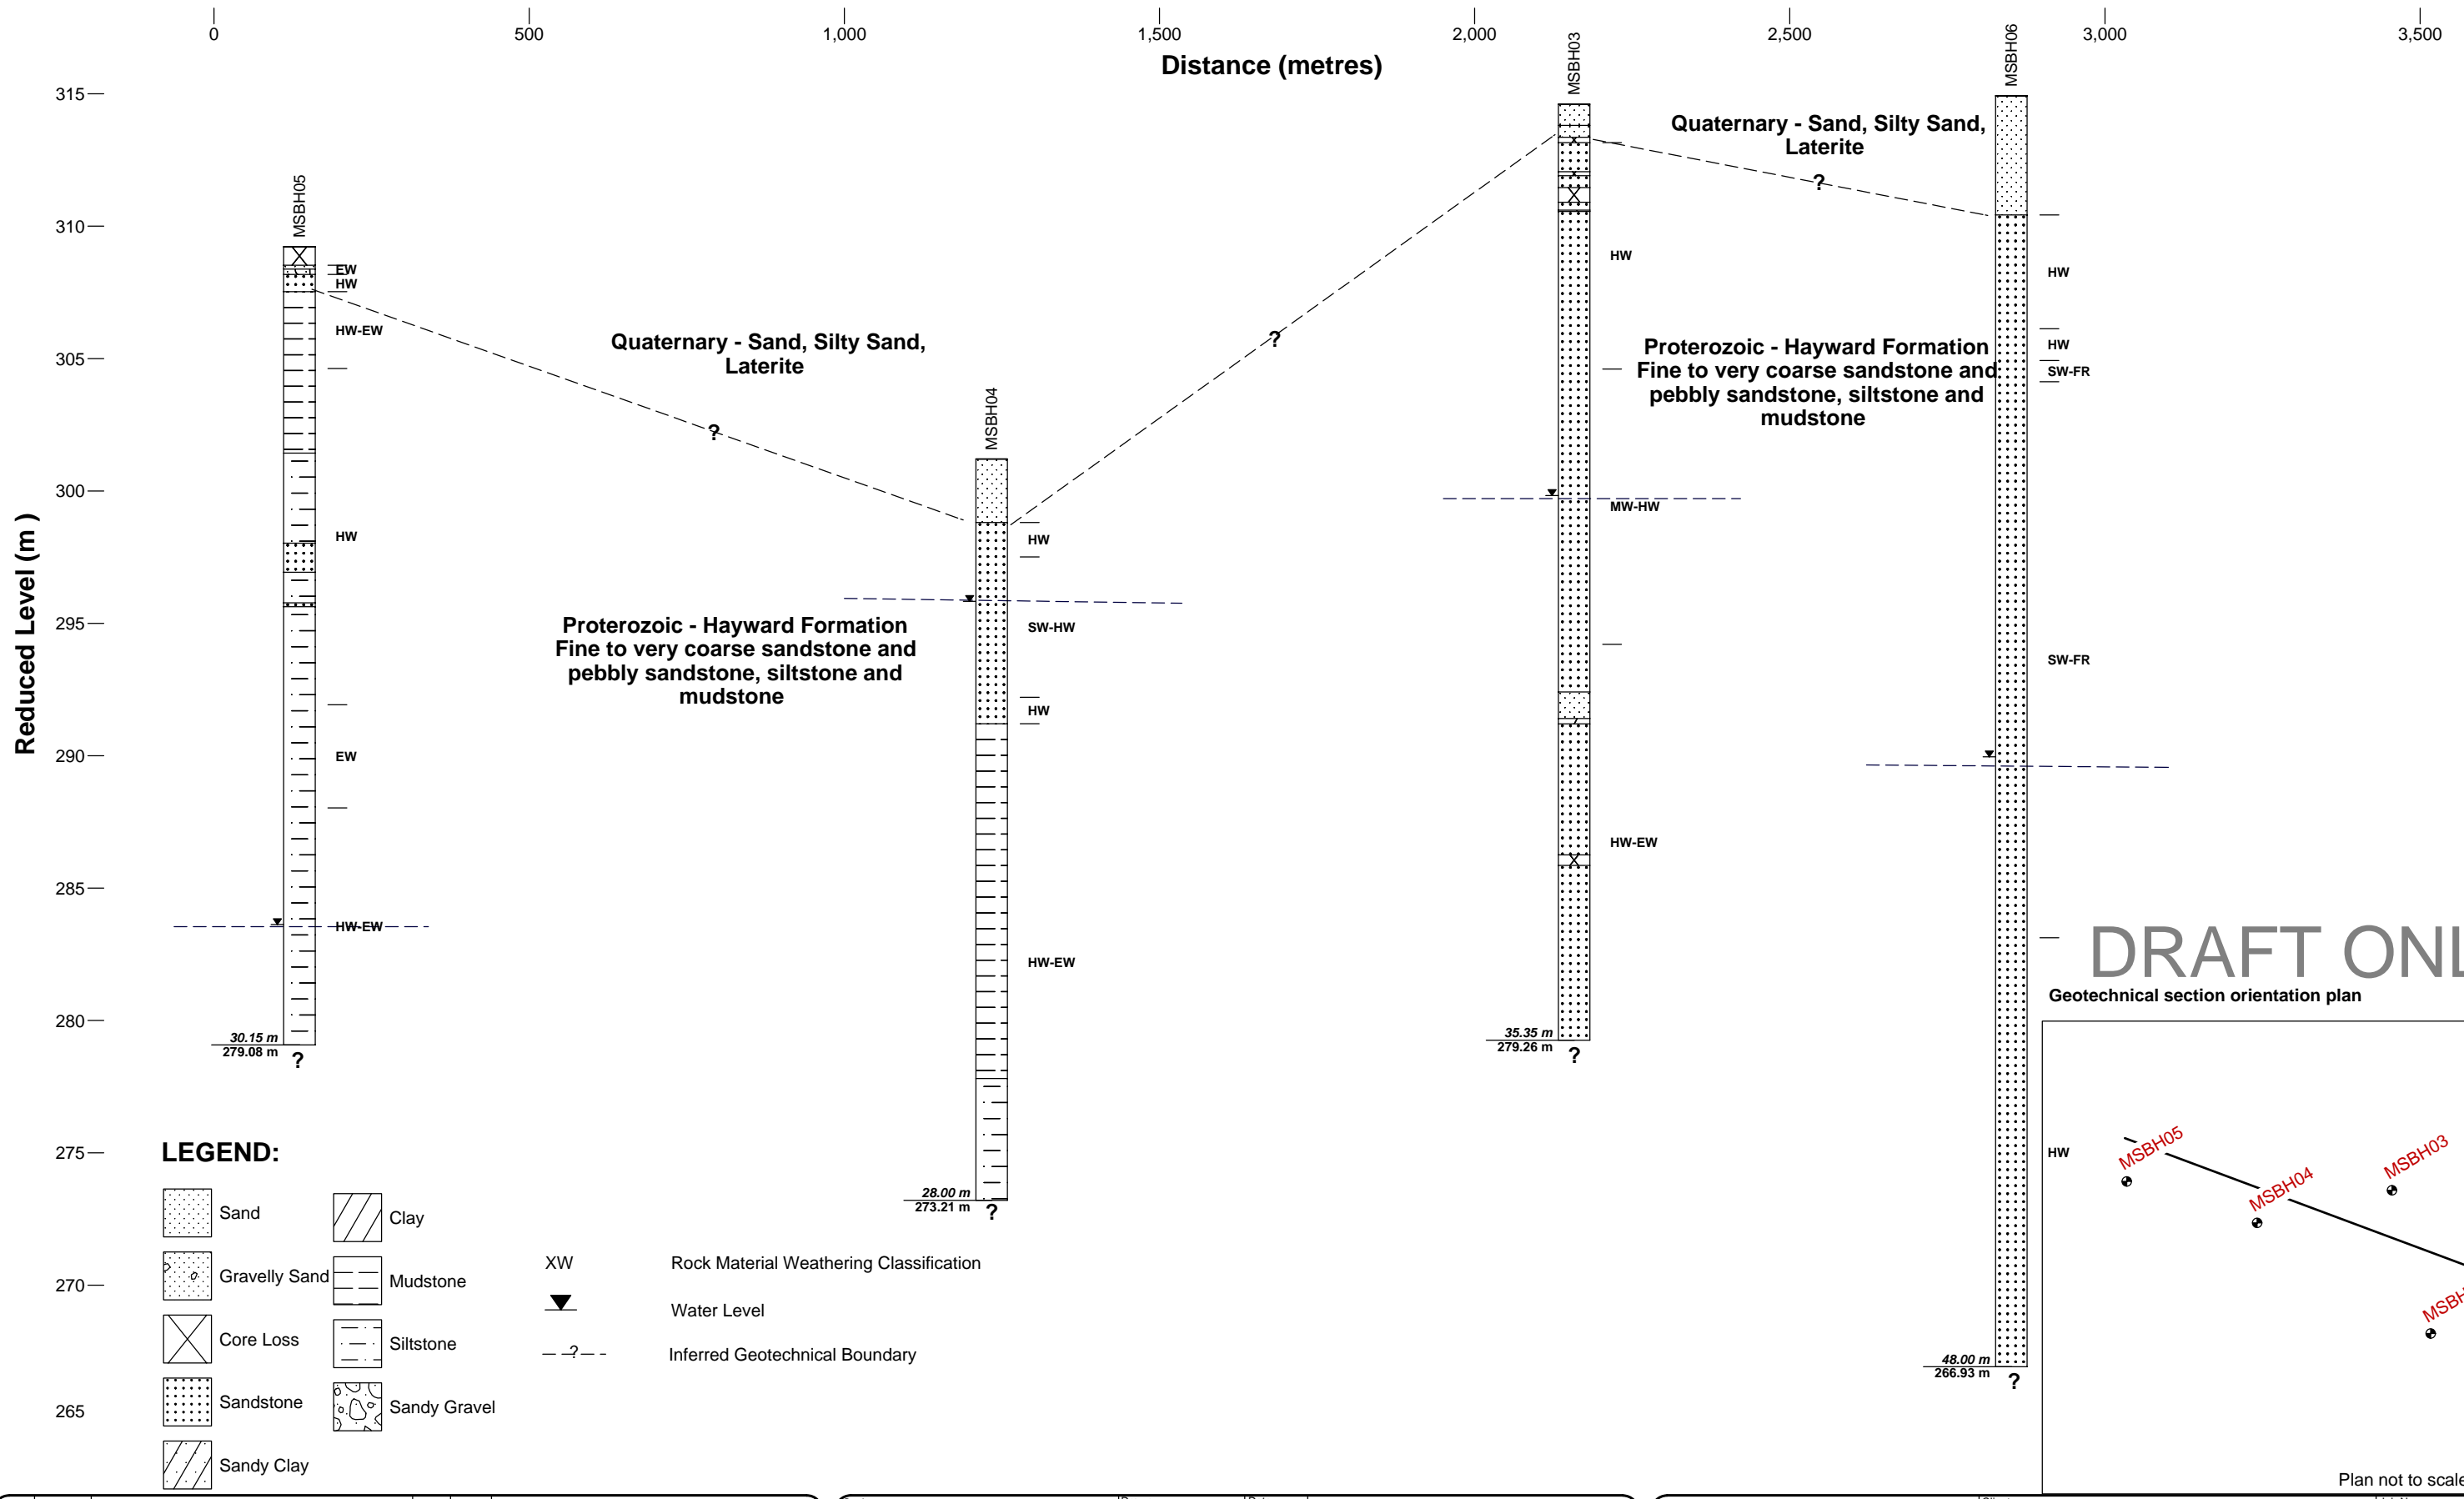 0 500 1,000 1,500 2,000 2,500 3,000 3,500
Distance (metres)
Reduced Level (m )
315
310
305
300
295
290
285
280
275
270
265
MSBH05
EW
HW
HW-EW
HW
EW
HW-EW
30.15 m
279.08 m
?
Quaternary - Sand, Silty Sand,
Laterite
?
Proterozoic - Hayward Formation
Fine to very coarse sandstone and
pebbly sandstone, siltstone and
mudstone
MSBH04
HW
SW-HW
HW
HW-EW
28.00 m
273.21 m
?
?
MSBH03
HW
MW-HW
HW-EW
35.35 m
279.26 m
?
Quaternary - Sand, Silty Sand,
Laterite
?
Proterozoic - Hayward Formation
Fine to very coarse sandstone and
pebbly sandstone, siltstone and
mudstone
MSBH06
HW
HW
SW-FR
SW-FR
HW
48.00 m
266.93 m
?
DRAFT ONL
Geotechnical section orientation plan
MSBH05
MSBH04
MSBH03
MSBH
Plan not to scale
LEGEND:
Sand
Gravelly Sand
Core Loss
Sandstone
Sandy Clay
Clay
Mudstone
Siltstone
Sandy Gravel
XW Rock Material Weathering Classification
Water Level
? Inferred Geotechnical Boundary